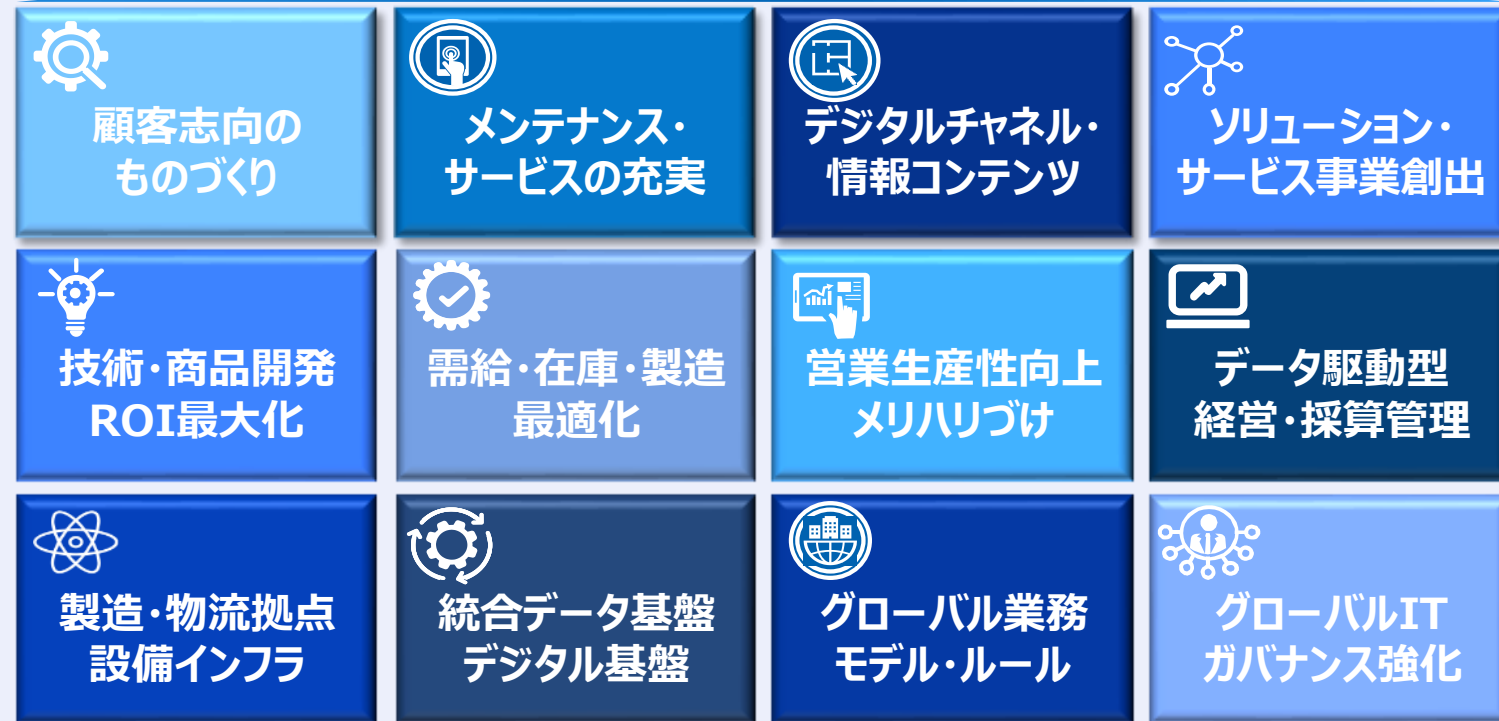 顧客志向の
ものづくり
メンテナンス・
サービスの充実
デジタルチャネル・
情報コンテンツ
ソリューション・
サービス事業創出
技術・商品開発
ROI最大化
需給・在庫・製造
最適化
営業生産性向上
メリハリづけ
データ駆動型
経営・採算管理
製造・物流拠点
設備インフラ
統合データ基盤
デジタル基盤
グローバル業務
モデル・ルール
グローバルIT
ガバナンス強化